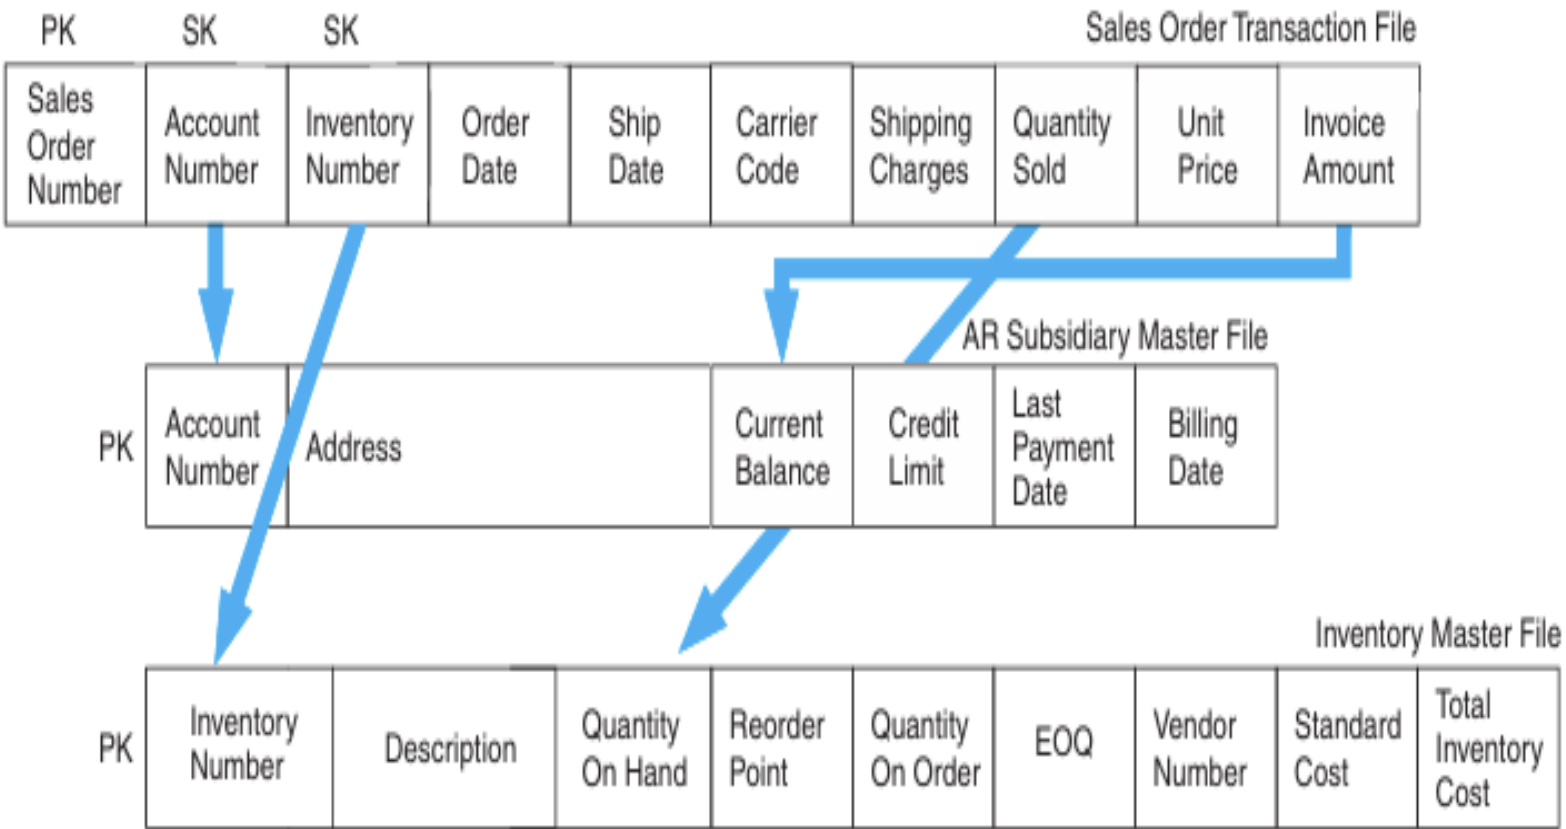 PK SK SK Sales Order Transaction File
Sales
Order
Number
Account
Number
Inventory
Number
Order
Date
Ship
Date
Carrier
Code
Shipping
Charges
Quantity
Sold
Unit
Price
Invoice
Amount
AR Subsidiary Master File
PK
Account
Number
Address
Current
Balance
Credit
Limit
Last
Payment
Date
Billing
Date
Inventory Master File
PK
Inventory
Number
Description
Quantity
On Hand
Reorder
Point
Quantity
On Order
EOQ
Vendor
Number
Standard
Cost
Total
Inventory
Cost